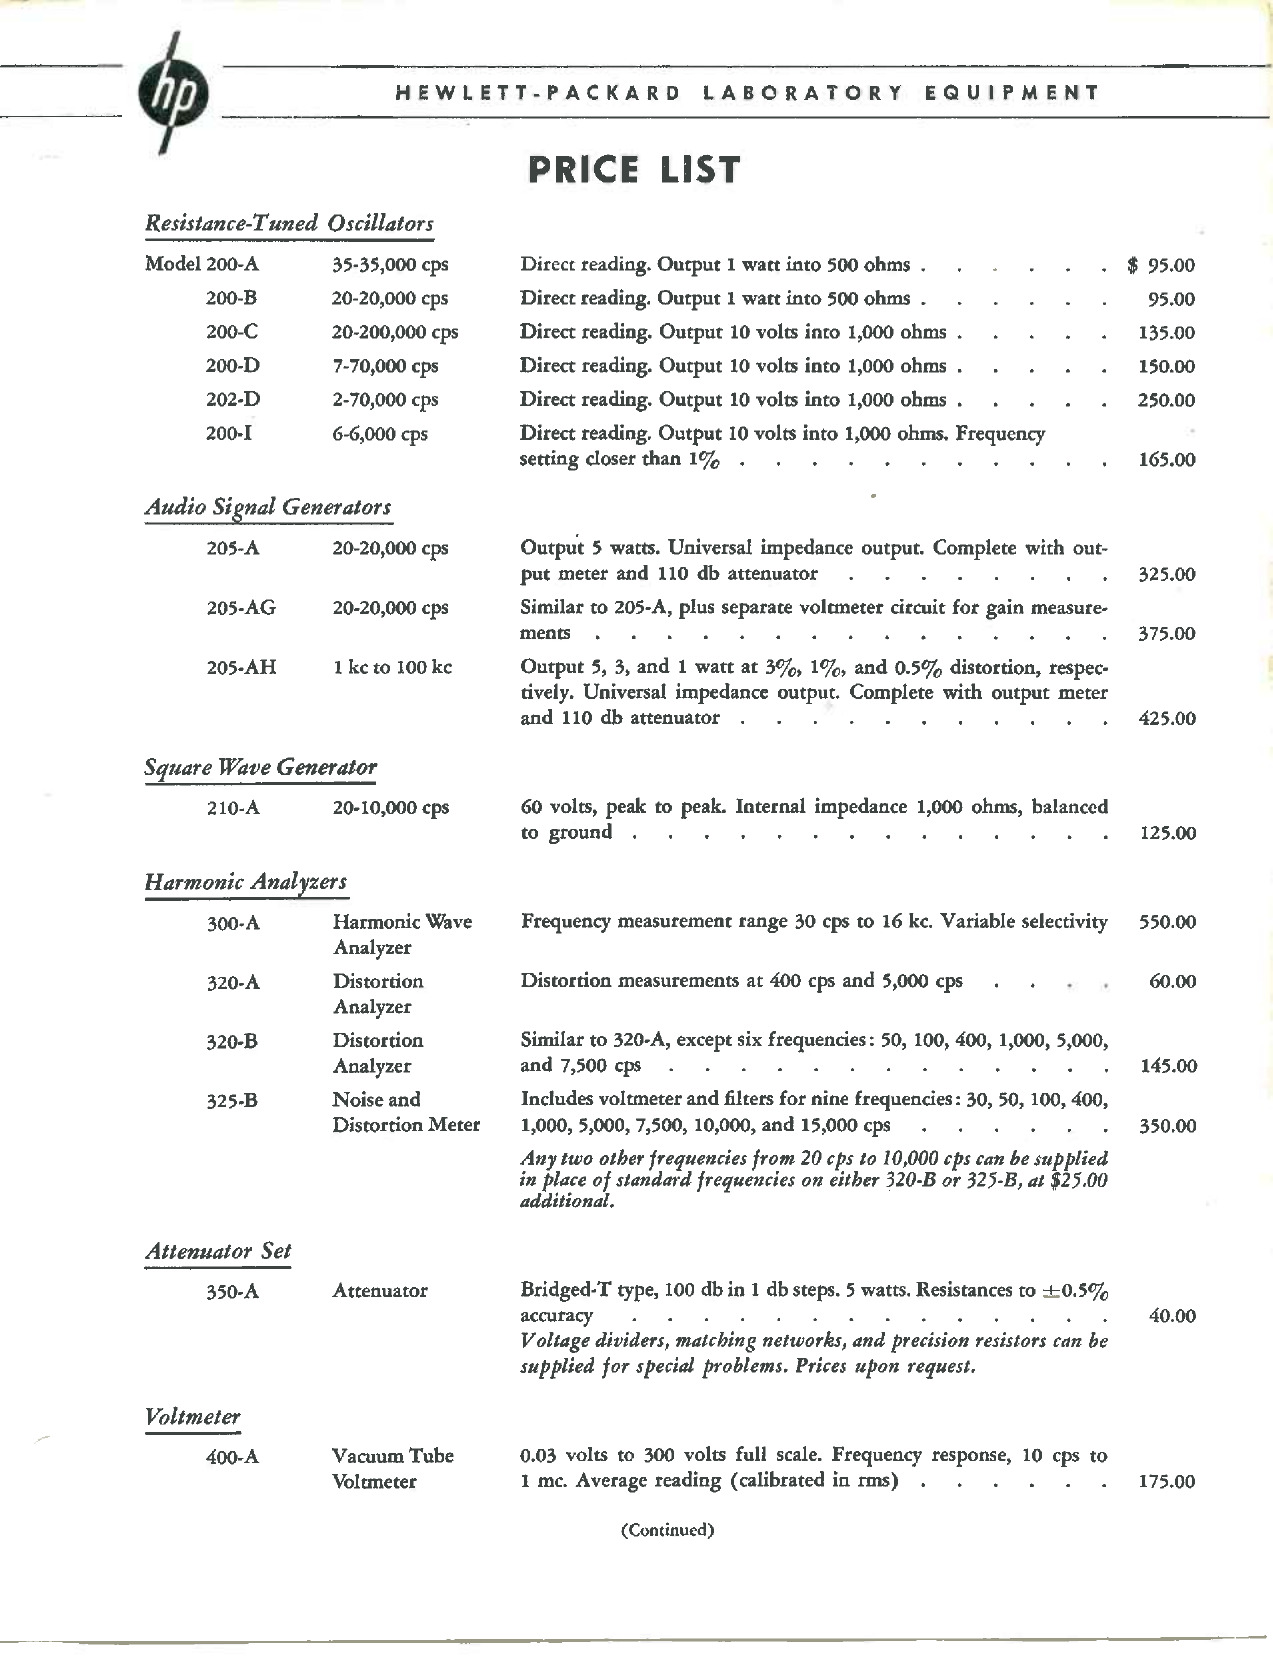 hp
HEWLETT-PACKARD LABORATORY EQUIPMENT
PRICE LIST
Resistance-Tuned Oscillators
Model 200-A 35-35,000 cps Direct reading. Output 1 watt into 500 ohms . . . . . . $ 95.00
200-B 20-20,000 cps Direct reading. Output 1 watt into 500 ohms . . . . . . 95.00
200-C 20-200,000 cps Direct reading. Output 10 volts into 1,000 ohms . . . . . 135.00
200-D 7-70,000 cps Direct reading. Output 10 volts into 1,000 ohms . . . . . 150.00
202-D 2-70,000 cps Direct reading. Output 10 volts into 1,000 ohms . . . . . 250.00
200-I 6-6,000 cps Direct reading. Output 10 volts into 1,000 ohms. Frequency
setting closer than 1% . . . . . . . . . . . 165.00
Audio Signal Generators
205-A 20-20,000 cps Output 5 watts. Universal impedance output. Complete with out-
put meter and 110 db attenuator . . . . . . . . 325.00
205-AG 20-20,000 cps Similar to 205-A, plus separate voltmeter circuit for gain measure-
ments . . . . . . . . . . . . . . . 375.00
205-AH 1 kc to 100 kc Output 5, 3, and 1 watt at 3%, 1%, and 0.5% distortion, respec-
tively. Universal impedance output. Complete with output meter
and 110 db attenuator . . . . . . . . . . . 425.00
Square Wave Generator
210-A 20-10,000 cps 60 volts, peak to peak. Internal impedance 1,000 ohms, balanced
to ground . . . . . . . . . . . . . . 125.00
Harmonic Analyzers
300-A Harmonic Wave Frequency measurement range 30 cps to 16 kc. Variable selectivity 550.00
Analyzer
320-A Distortion Distortion measurements at 400 cps and 5,000 cps . . . . 60.00
Analyzer
320-B Distortion Similar to 320-A, except six frequencies: 50, 100, 400, 1,000, 5,000,
Analyzer and 7,500 cps . . . . . . . . . . . . . 145.00
325-B Noise and Includes voltmeter and filters for nine frequencies: 30, 50, 100, 400,
Distortion Meter 1,000, 5,000, 7,500, 10,000, and 15,000 cps . . . . . . 350.00
Any two other frequencies from 20 cps to 10,000 cps can be supplied
in place of standard frequencies on either 320-B or 325-B, at $25.00
additional.
Attenuator Set
350-A Attenuator Bridged-T type, 100 db in 1 db steps. 5 watts. Resistances to ±0.5%
accuracy . . . . . . . . . . . . . . 40.00
Voltage dividers, matching networks, and precision resistors can be
supplied for special problems. Prices upon request.
Voltmeter
400-A Vacuum Tube 0.03 volts to 300 volts full scale. Frequency response, 10 cps to
Voltmeter 1 mc. Average reading (calibrated in rms) . . . . . . 175.00
(Continued)